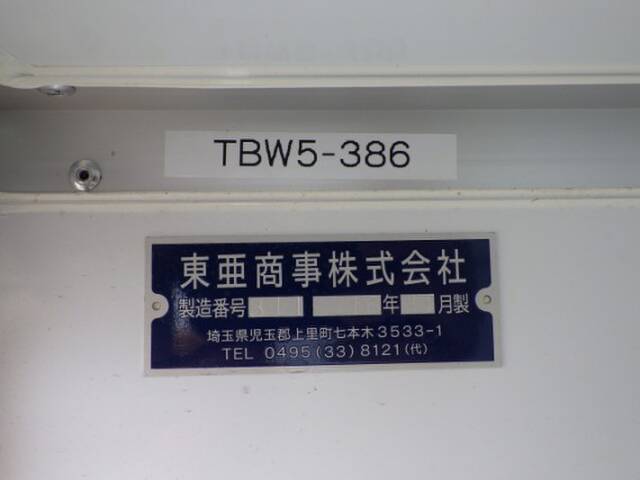 TBW5-386
東亜商事株式会社
製造番号 年 月製
埼玉県児玉郡上里町七本木3533-1
TEL 0495(33)8121(代)